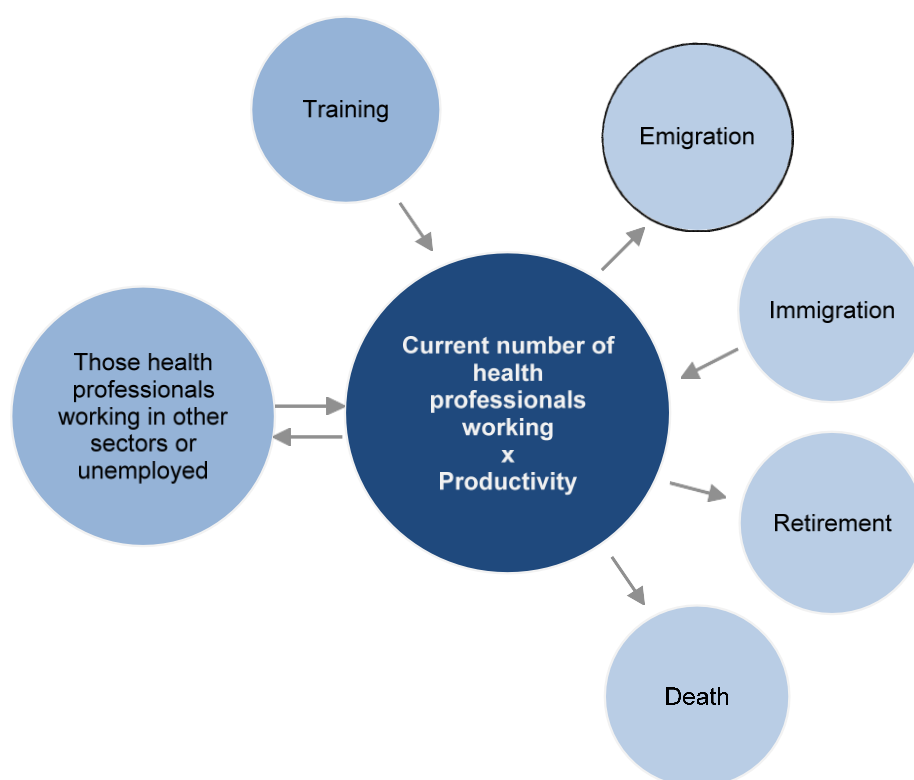 Training
Emigration
Immigration
Those health
professionals
working in other
sectors or
unemployed
Current number of
health
professionals
working
x
Productivity
Retirement
Death